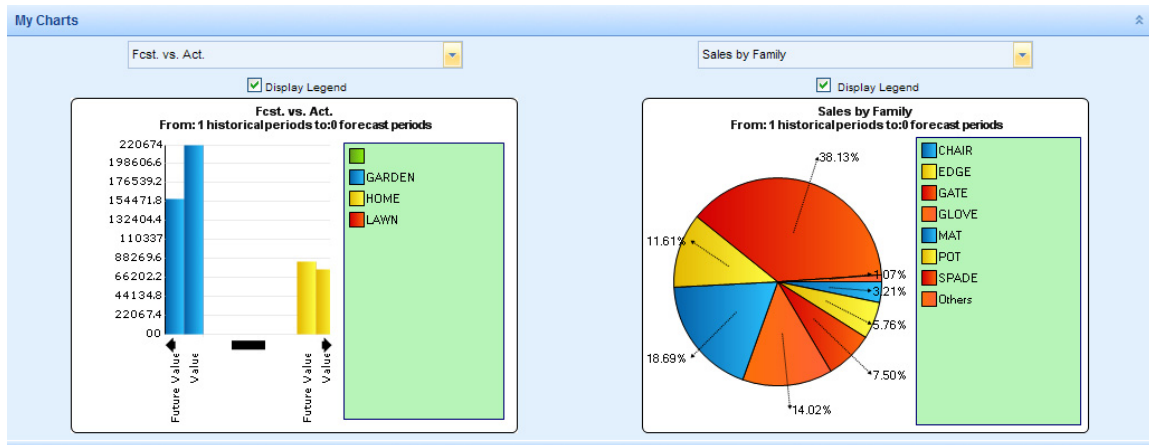 My Charts
Fcst. vs. Act.
Display Legend
Fcst. vs. Act.
From: 1 historical periods to:0 forecast periods
220674
198606.6
176539.2
154471.8
132404.4
110337
88269.6
66202.2
44134.8
22067.4
00
Future Value
Value
Future Value
Value
GARDEN
HOME
LAWN
Sales by Family
Display Legend
Sales by Family
From: 1 historical periods to:0 forecast periods
38.13%
11.61%
1.07%
3.21%
5.76%
18.69%
7.50%
14.02%
CHAIR
EDGE
GATE
GLOVE
MAT
POT
SPADE
Others